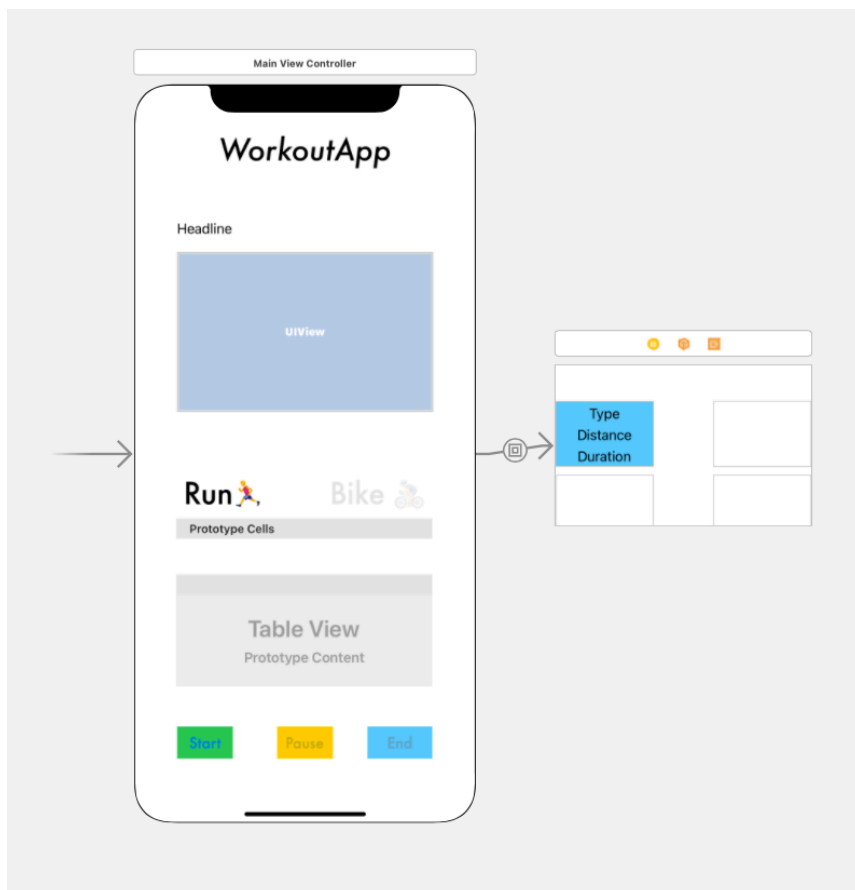 Main View Controller
WorkoutApp
Headline
UIView
Run Bike
Prototype Cells
Table View
Prototype Content
Start Pause End
Type
Distance
Duration